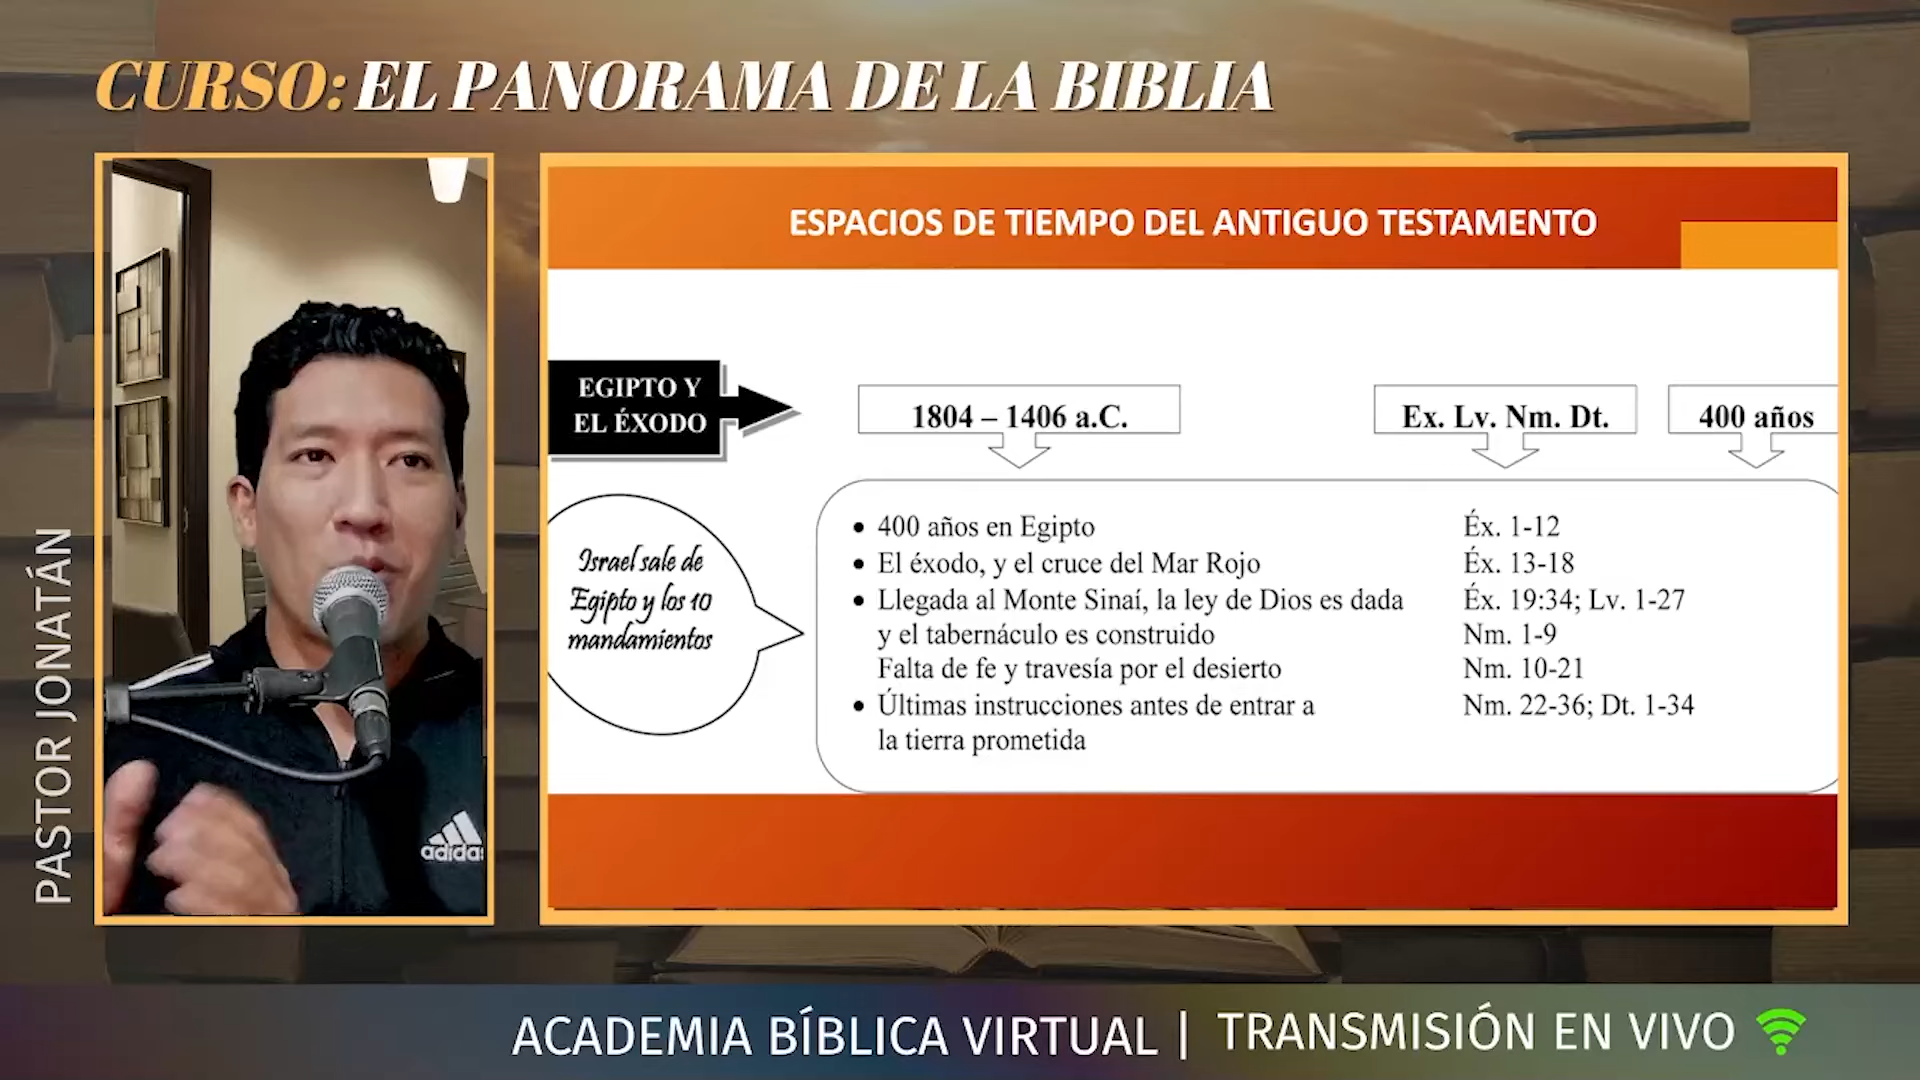 CURSO: EL PANORAMA DE LA BIBLIA
PASTOR JONATÁN
adidas
ESPACIOS DE TIEMPO DEL ANTIGUO TESTAMENTO
EGIPTO Y
EL ÉXODO
1804 – 1406 a.C.
Ex. Lv. Nm. Dt.
400 años
Israel sale de
Egipto y los 10
mandamientos
• 400 años en Egipto Éx. 1-12
• El éxodo, y el cruce del Mar Rojo Éx. 13-18
• Llegada al Monte Sinaí, la ley de Dios es dada Éx. 19:34; Lv. 1-27
y el tabernáculo es construido Nm. 1-9
Falta de fe y travesía por el desierto Nm. 10-21
• Últimas instrucciones antes de entrar a Nm. 22-36; Dt. 1-34
la tierra prometida
ACADEMIA BÍBLICA VIRTUAL | TRANSMISIÓN EN VIVO